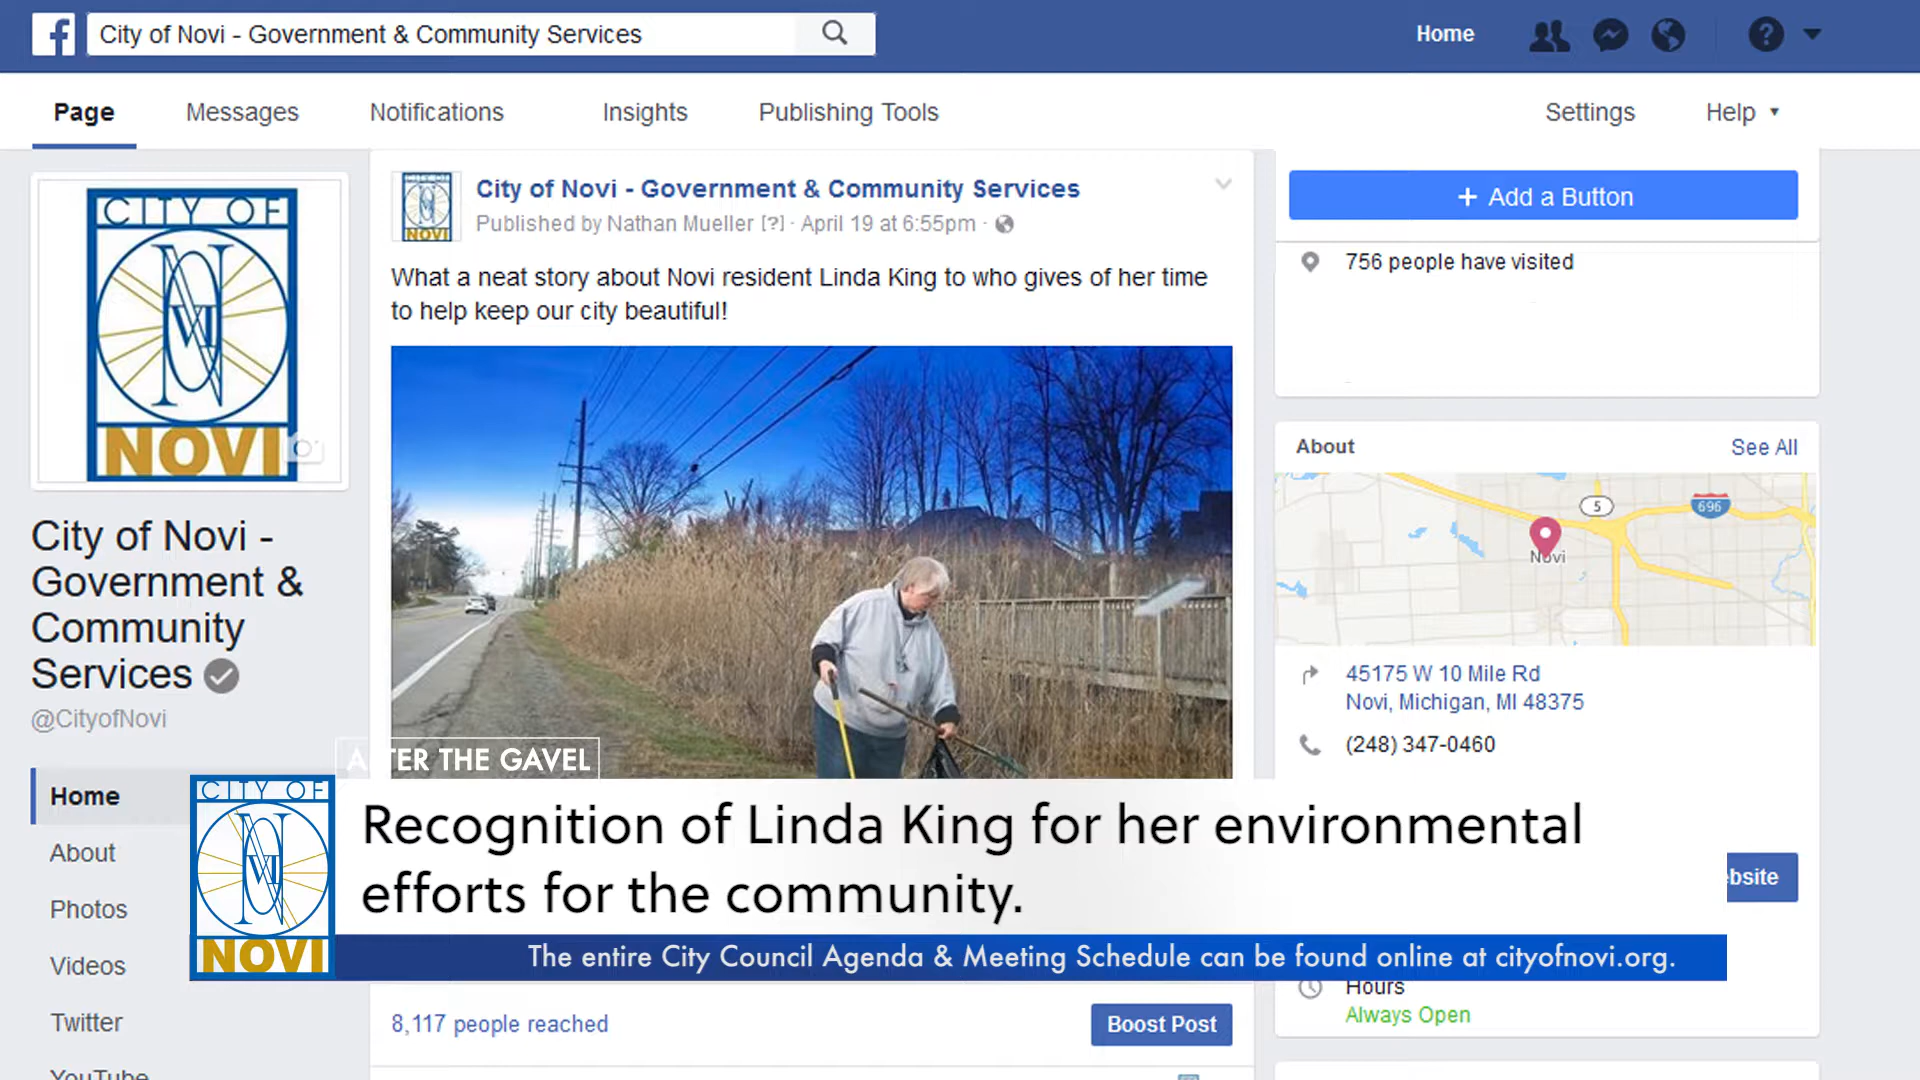 City of Novi - Government & Community Services
Home
Page
Messages
Notifications
Insights
Publishing Tools
Settings
Help
CITY OF
NOVI
City of Novi -
Government &
Community
Services
@CityofNovi
Home
About
Photos
Videos
Twitter
YouTube
NOVI
City of Novi - Government & Community Services
Published by Nathan Mueller [?] · April 19 at 6:55pm ·
What a neat story about Novi resident Linda King to who gives of her time
to help keep our city beautiful!
AFTER THE GAVEL
CITY OF
NOVI
Recognition of Linda King for her environmental
efforts for the community.
The entire City Council Agenda & Meeting Schedule can be found online at cityofnovi.org.
8,117 people reached
Boost Post
+ Add a Button
756 people have visited
About
See All
5
696
Novi
45175 W 10 Mile Rd
Novi, Michigan, MI 48375
(248) 347-0460
bsite
Hours
Always Open